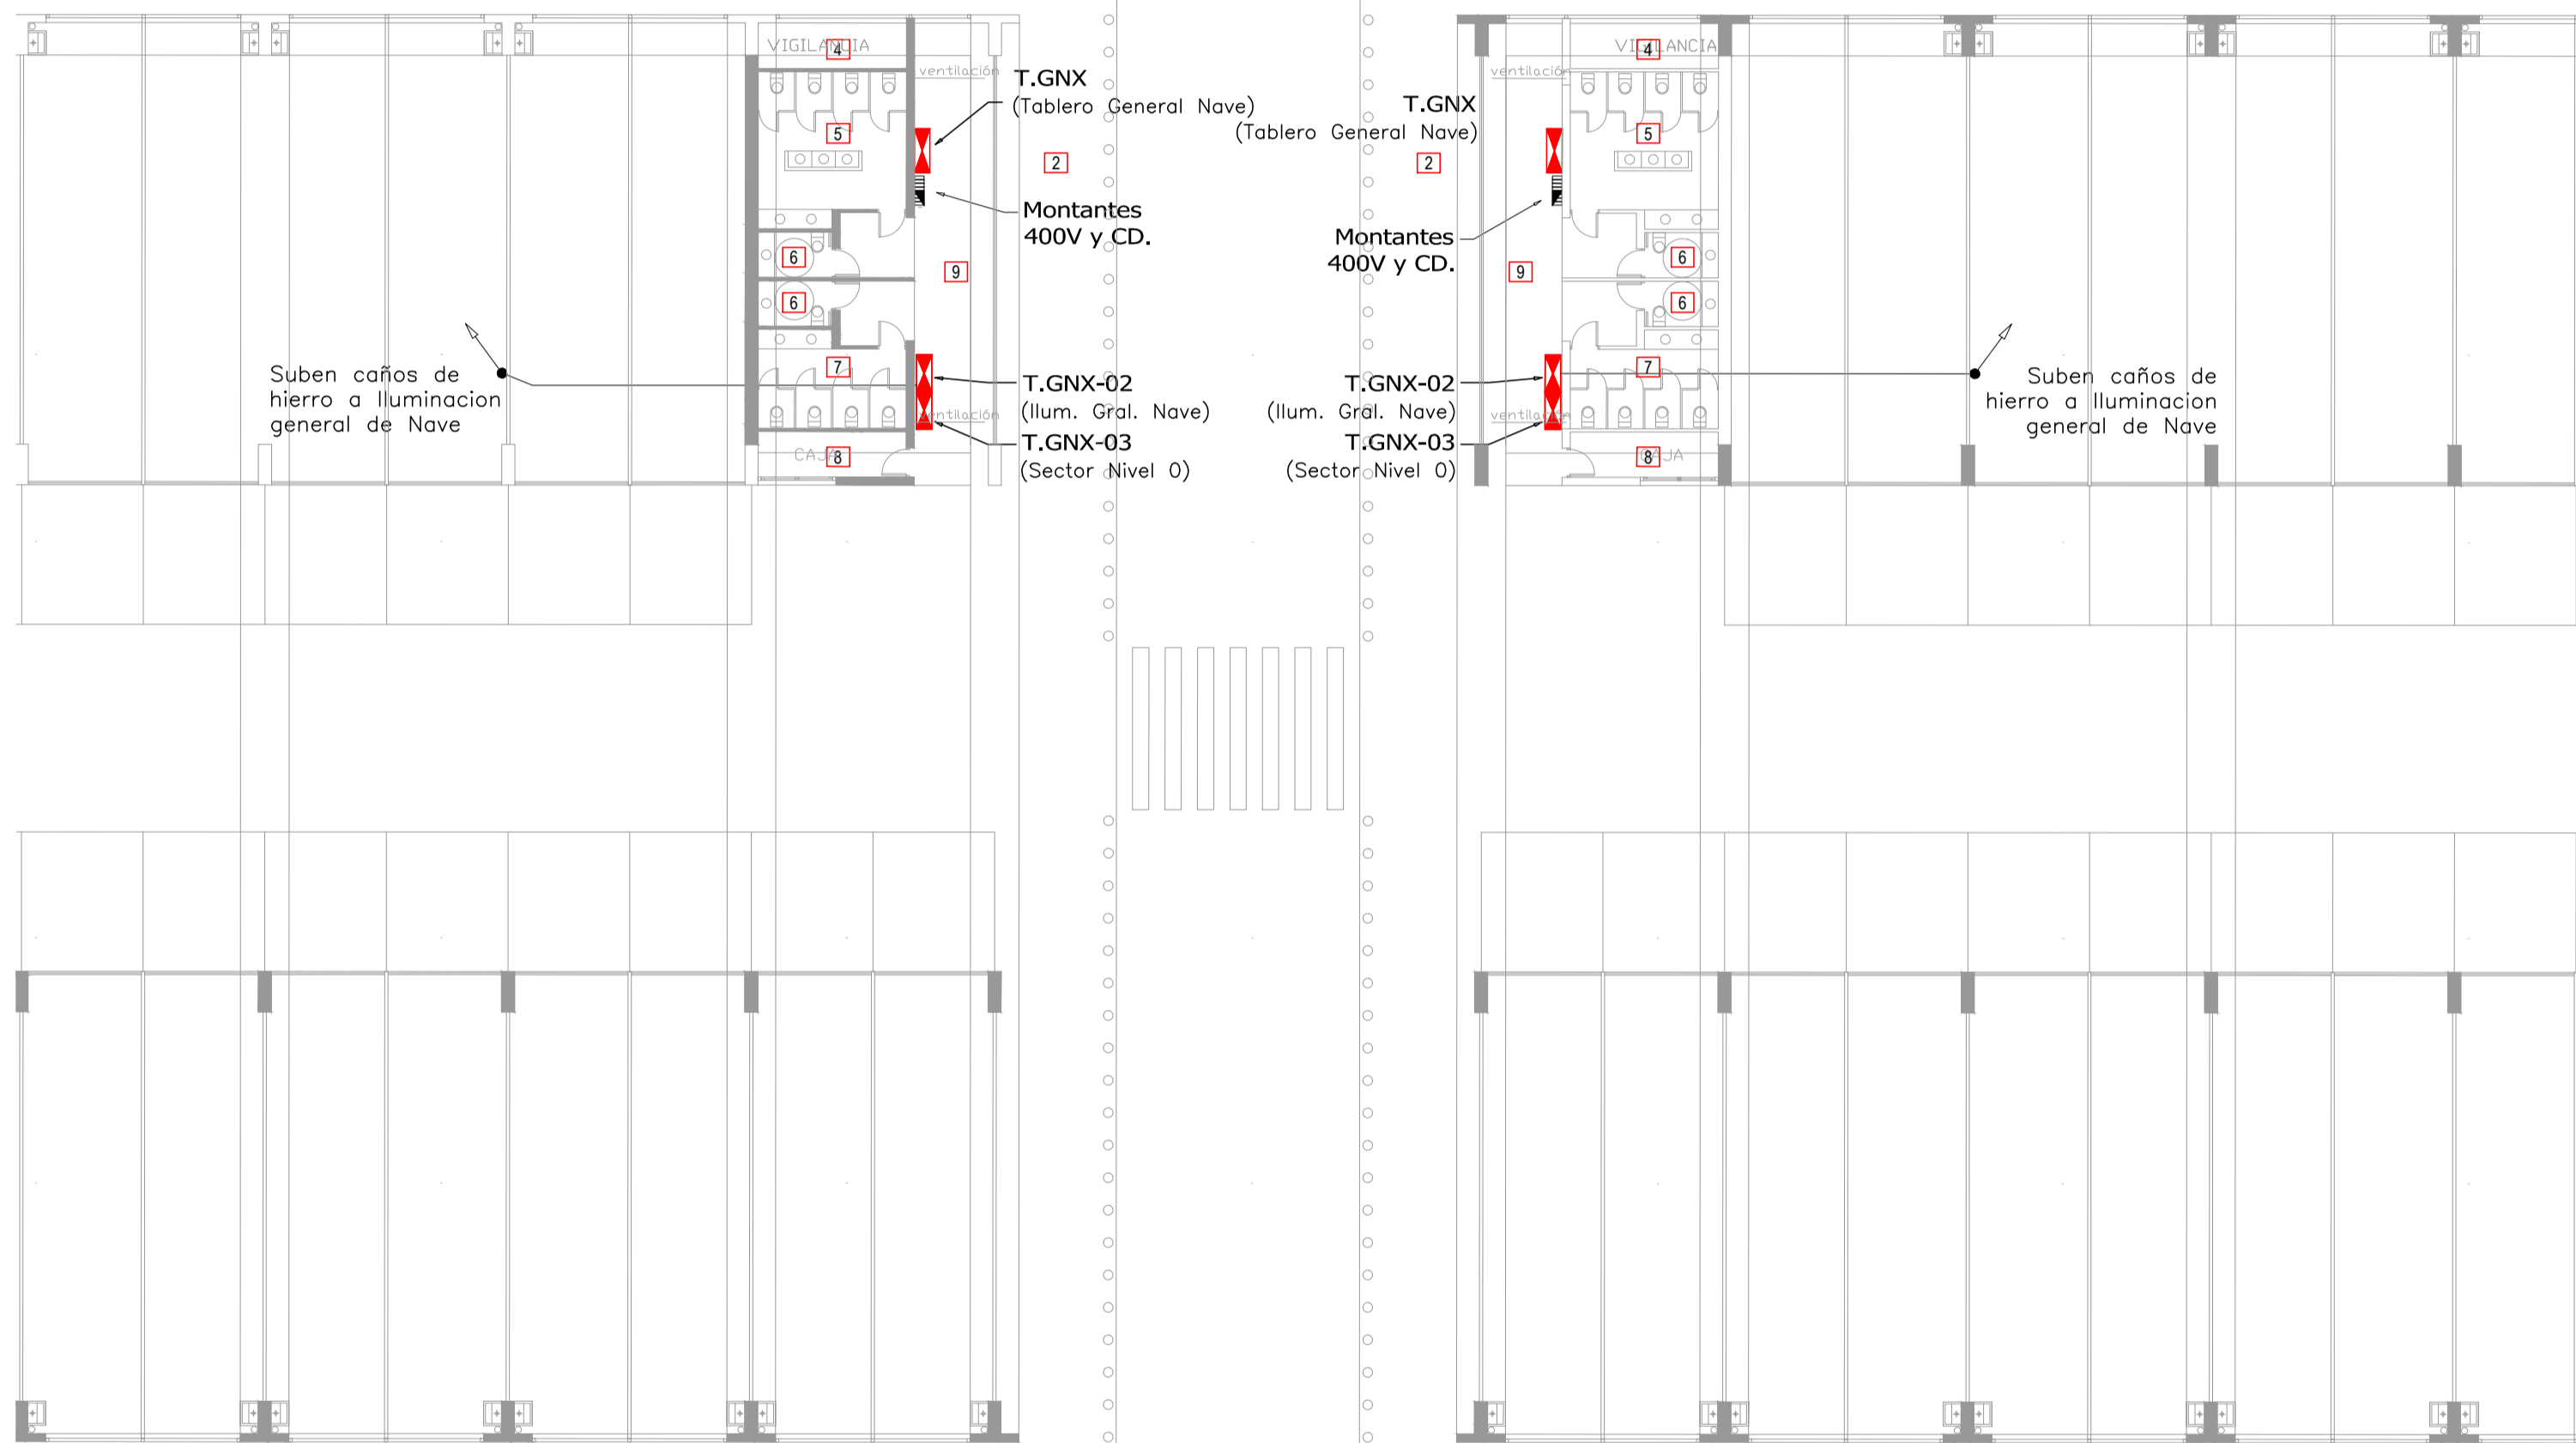 VIGILANCIA
4
ventilación
T.GNX
(Tablero General Nave)
5
2
Montantes
400V y CD.
6
9
6
Suben caños de
hierro a Iluminacion
general de Nave
7
T.GNX-02
(Ilum. Gral. Nave)
ventilación
T.GNX-03
(Sector Nivel 0)
CAJA
8
VIGILANCIA
4
ventilación
T.GNX
(Tablero General Nave)
5
2
Montantes
400V y CD.
6
9
6
7
T.GNX-02
(Ilum. Gral. Nave)
ventilación
T.GNX-03
(Sector Nivel 0)
CAJA
8
Suben caños de
hierro a Iluminacion
general de Nave